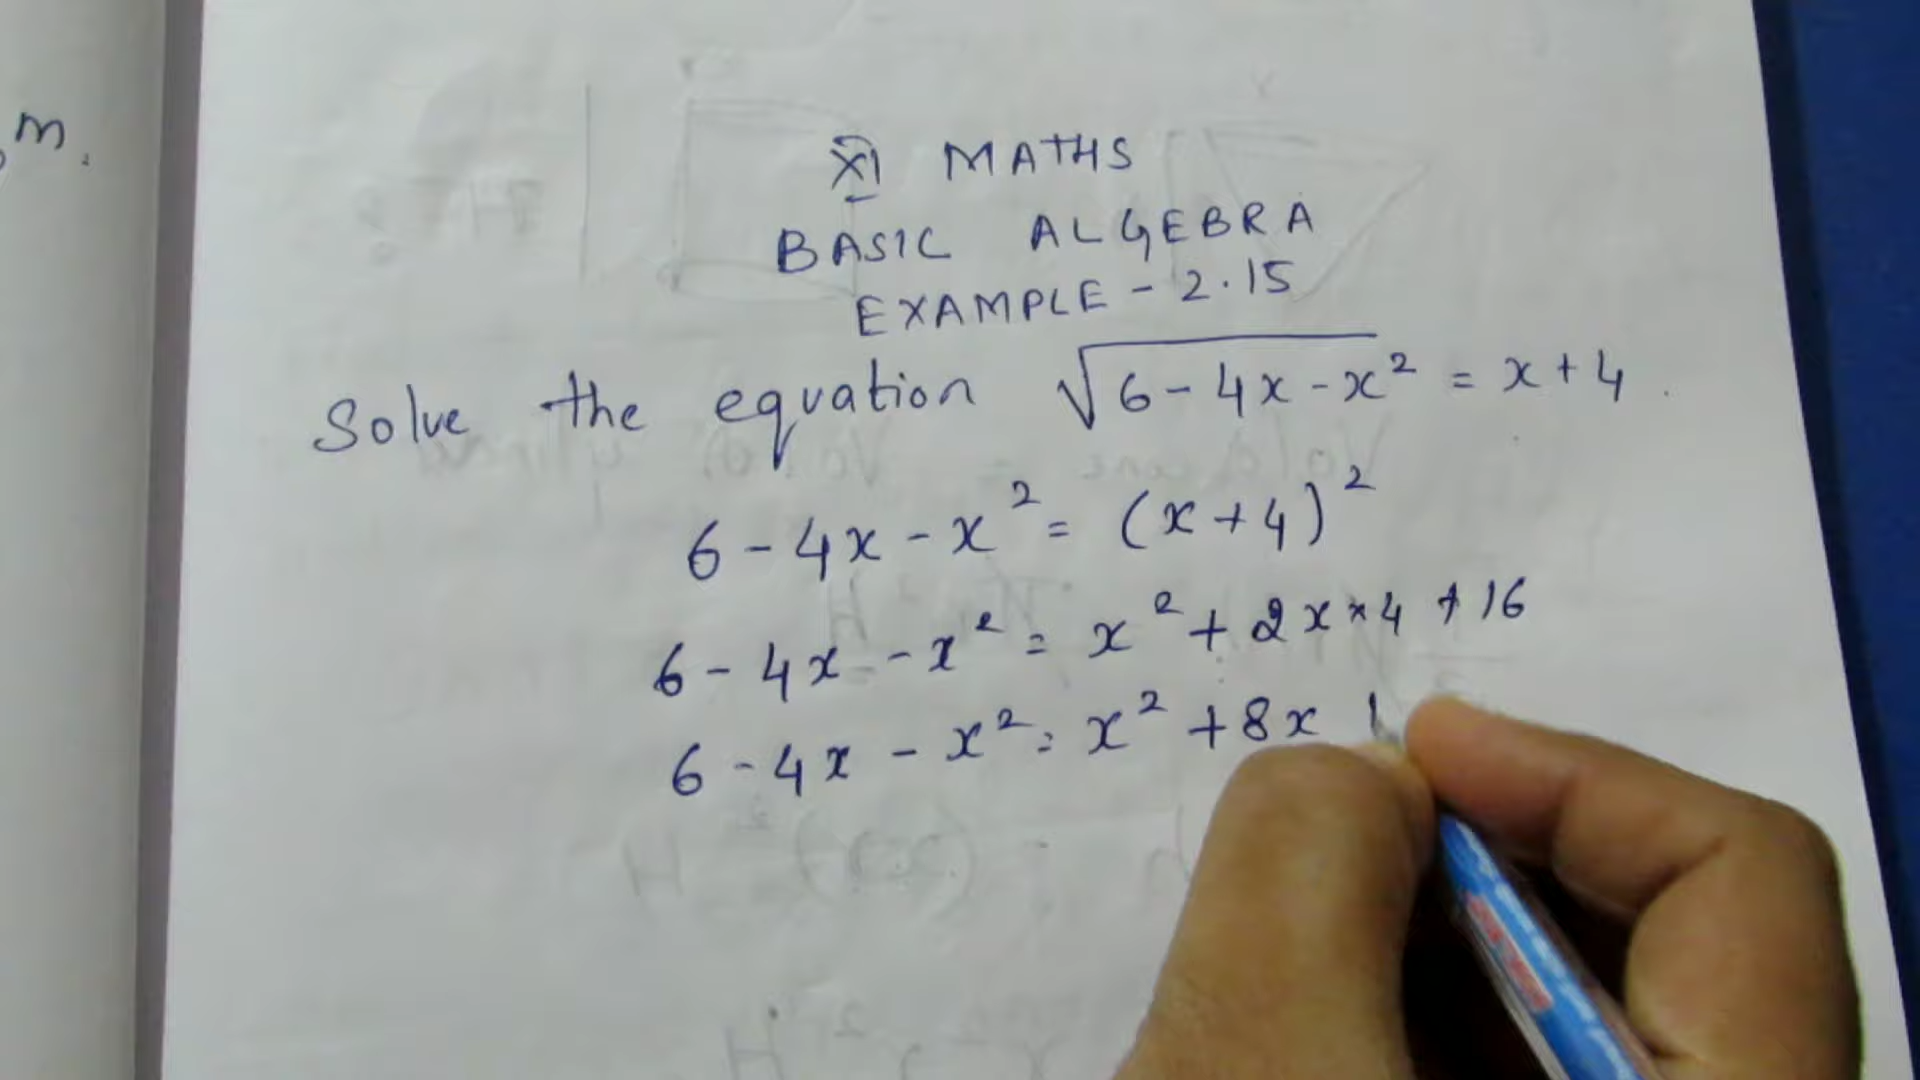 m.
XI MATHS
BASIC ALGEBRA
EXAMPLE - 2.15
Solve the equation √6 - 4x - x² = x + 4.
6 - 4x - x² = (x + 4)²
6 - 4x - x² = x² + 2x × 4 + 16
6 - 4x - x² = x² + 8x